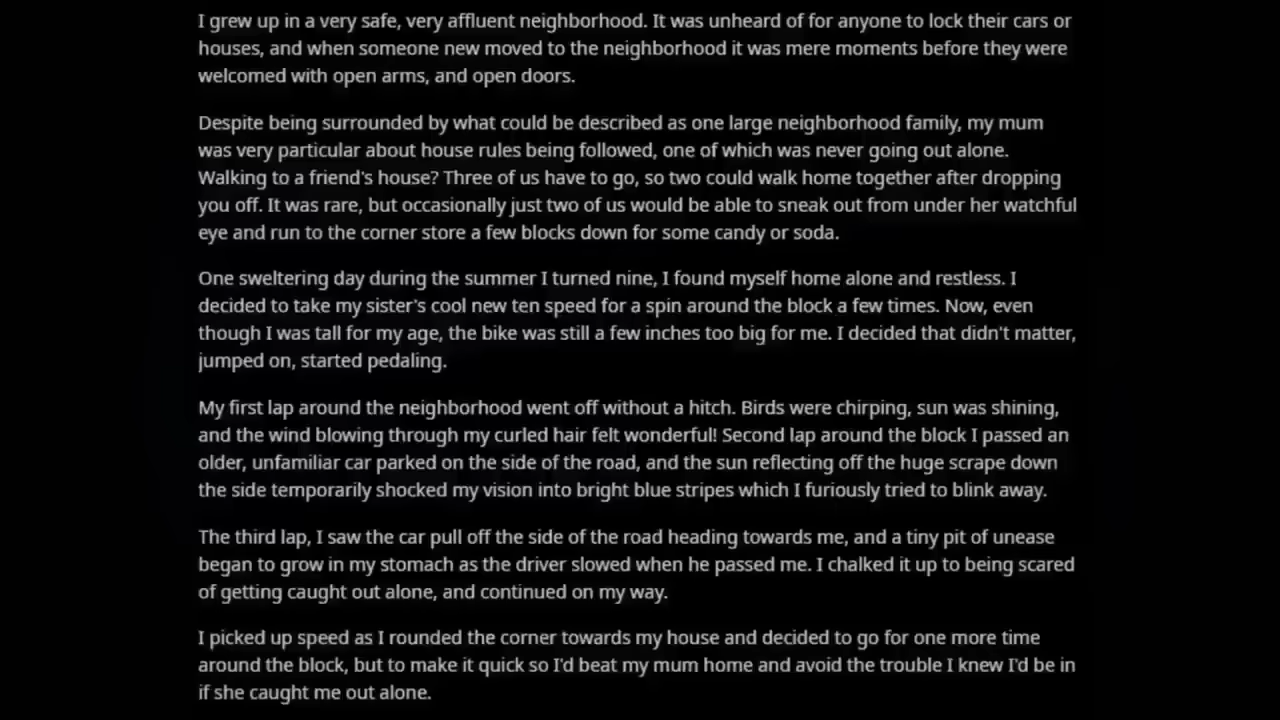 I grew up in a very safe, very affluent neighborhood. It was unheard of for anyone to lock their cars or
houses, and when someone new moved to the neighborhood it was mere moments before they were
welcomed with open arms, and open doors.
Despite being surrounded by what could be described as one large neighborhood family, my mum
was very particular about house rules being followed, one of which was never going out alone.
Walking to a friend's house? Three of us have to go, so two could walk home together after dropping
you off. It was rare, but occasionally just two of us would be able to sneak out from under her watchful
eye and run to the corner store a few blocks down for some candy or soda.
One sweltering day during the summer I turned nine, I found myself home alone and restless. I
decided to take my sister's cool new ten speed for a spin around the block a few times. Now, even
though I was tall for my age, the bike was still a few inches too big for me. I decided that didn't matter,
jumped on, started pedaling.
My first lap around the neighborhood went off without a hitch. Birds were chirping, sun was shining,
and the wind blowing through my curled hair felt wonderful! Second lap around the block I passed an
older, unfamiliar car parked on the side of the road, and the sun reflecting off the huge scrape down
the side temporarily shocked my vision into bright blue stripes which I furiously tried to blink away.
The third lap, I saw the car pull off the side of the road heading towards me, and a tiny pit of unease
began to grow in my stomach as the driver slowed when he passed me. I chalked it up to being scared
of getting caught out alone, and continued on my way.
I picked up speed as I rounded the corner towards my house and decided to go for one more time
around the block, but to make it quick so I'd beat my mum home and avoid the trouble I knew I'd be in
if she caught me out alone.